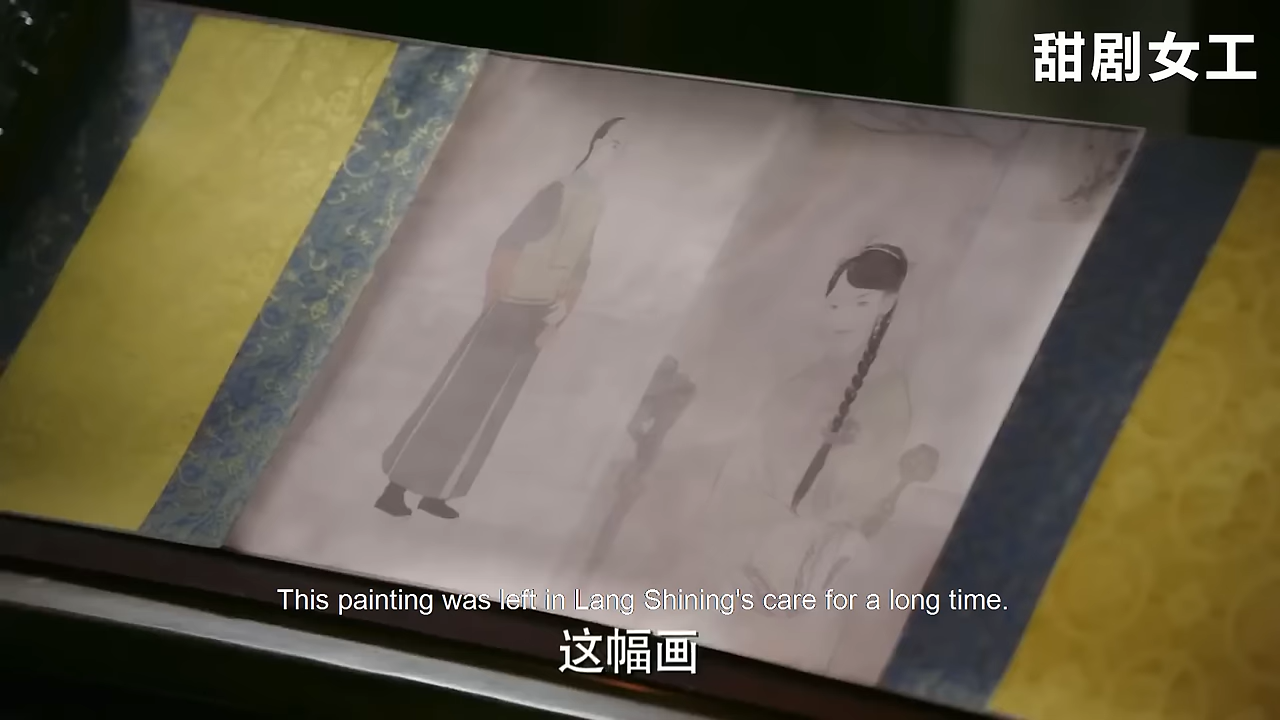 甜剧女工
This painting was left in Lang Shining's care for a long time.
这幅画